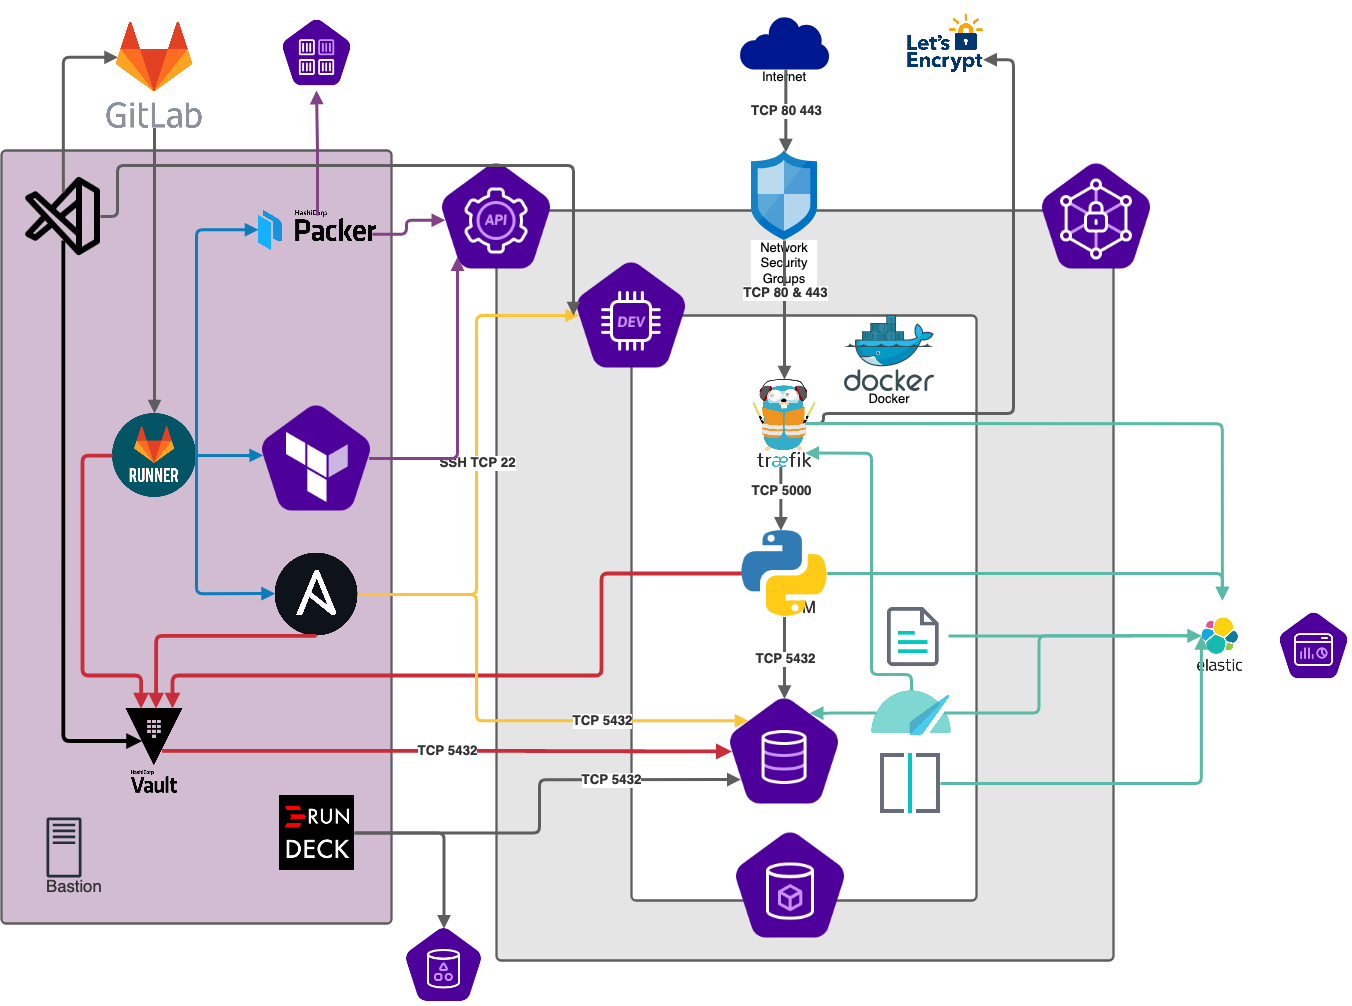 GitLab
Internet
Let's
Encrypt
TCP 80 443
HashiCorp
Packer
API
Network
Security
Groups
TCP 80 & 443
DEV
docker
Docker
træfik
RUNNER
SSH TCP 22
TCP 5000
M
TCP 5432
elastic
TCP 5432
TCP 5432
HashiCorp
Vault
TCP 5432
RUN
DECK
Bastion